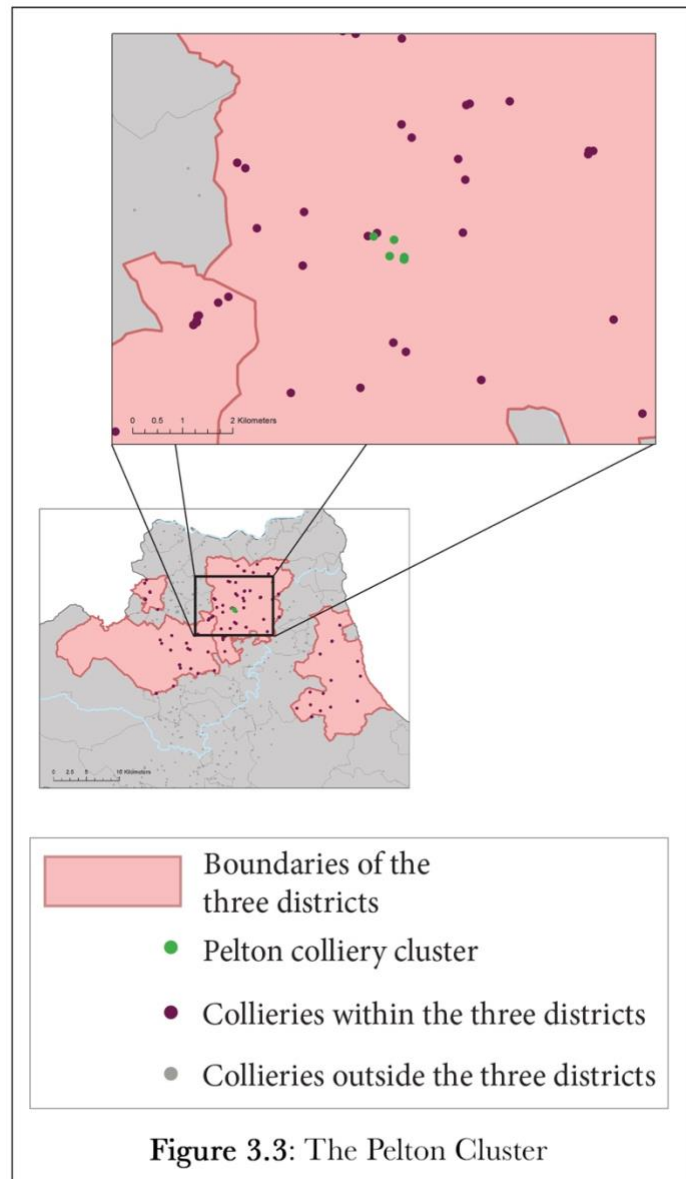 0 0.5 1 2 Kilometers
0 2.5 5 10 Kilometers
Boundaries of the
three districts
Pelton colliery cluster
Collieries within the three districts
Collieries outside the three districts
Figure 3.3: The Pelton Cluster